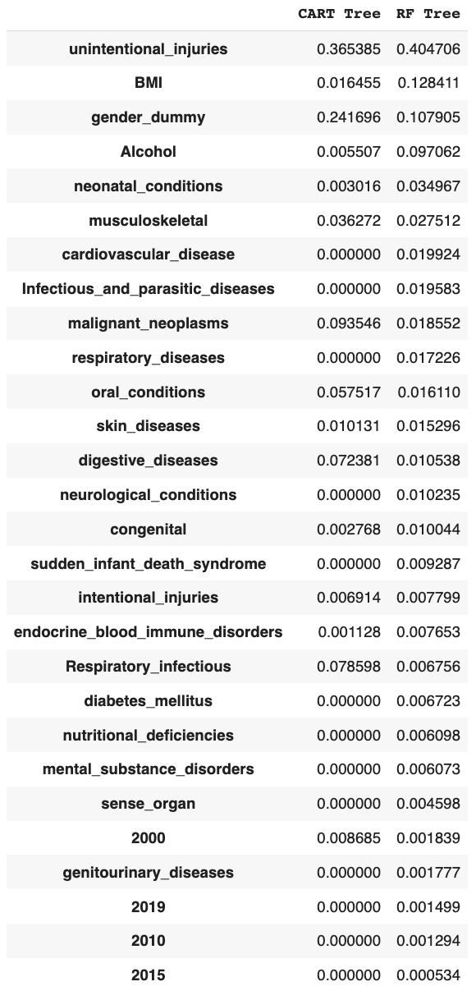 CART Tree RF Tree
unintentional_injuries 0.365385 0.404706
BMI 0.016455 0.128411
gender_dummy 0.241696 0.107905
Alcohol 0.005507 0.097062
neonatal_conditions 0.003016 0.034967
musculoskeletal 0.036272 0.027512
cardiovascular_disease 0.000000 0.019924
Infectious_and_parasitic_diseases 0.000000 0.019583
malignant_neoplasms 0.093546 0.018552
respiratory_diseases 0.000000 0.017226
oral_conditions 0.057517 0.016110
skin_diseases 0.010131 0.015296
digestive_diseases 0.072381 0.010538
neurological_conditions 0.000000 0.010235
congenital 0.002768 0.010044
sudden_infant_death_syndrome 0.000000 0.009287
intentional_injuries 0.006914 0.007799
endocrine_blood_immune_disorders 0.001128 0.007653
Respiratory_infectious 0.078598 0.006756
diabetes_mellitus 0.000000 0.006723
nutritional_deficiencies 0.000000 0.006098
mental_substance_disorders 0.000000 0.006073
sense_organ 0.000000 0.004598
2000 0.008685 0.001839
genitourinary_diseases 0.000000 0.001777
2019 0.000000 0.001499
2010 0.000000 0.001294
2015 0.000000 0.000534